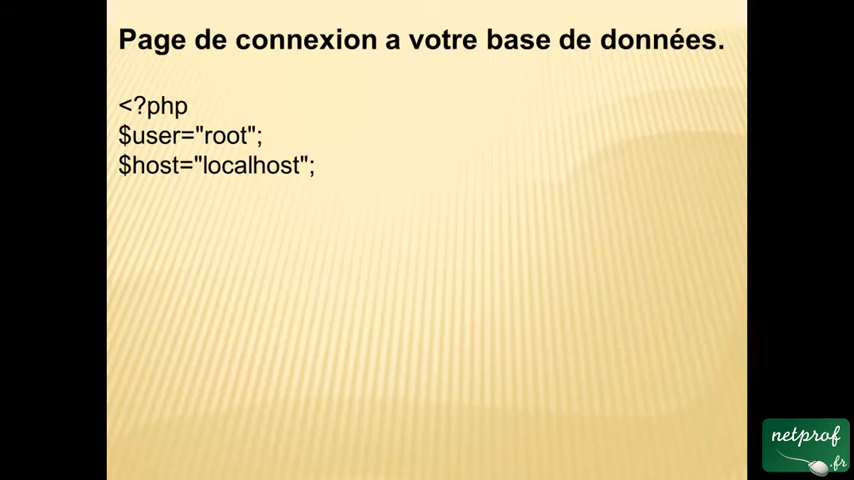 Page de connexion a votre base de données.
<?php
$user="root";
$host="localhost";
netprof
.fr